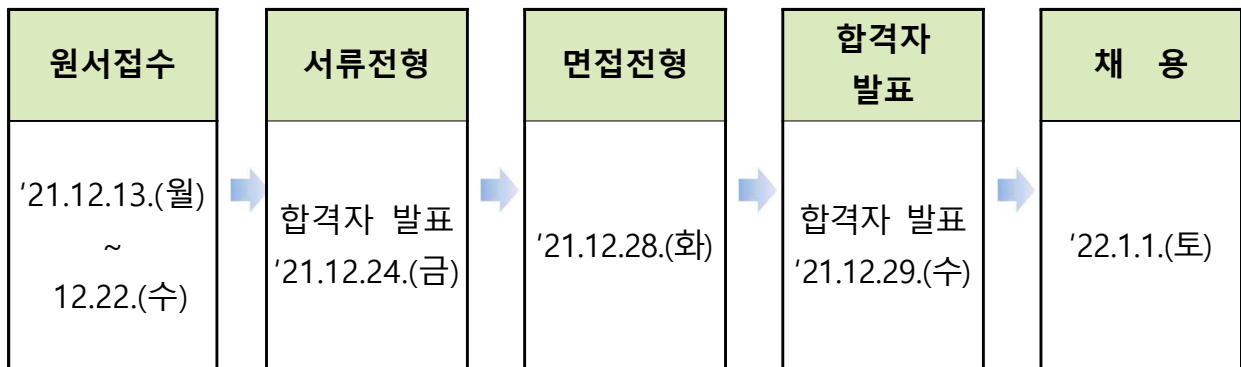 원서접수
'21.12.13.(월)
~
12.22.(수)
서류전형
합격자 발표
'21.12.24.(금)
면접전형
'21.12.28.(화)
합격자
발표
합격자 발표
'21.12.29.(수)
채 용
'22.1.1.(토)